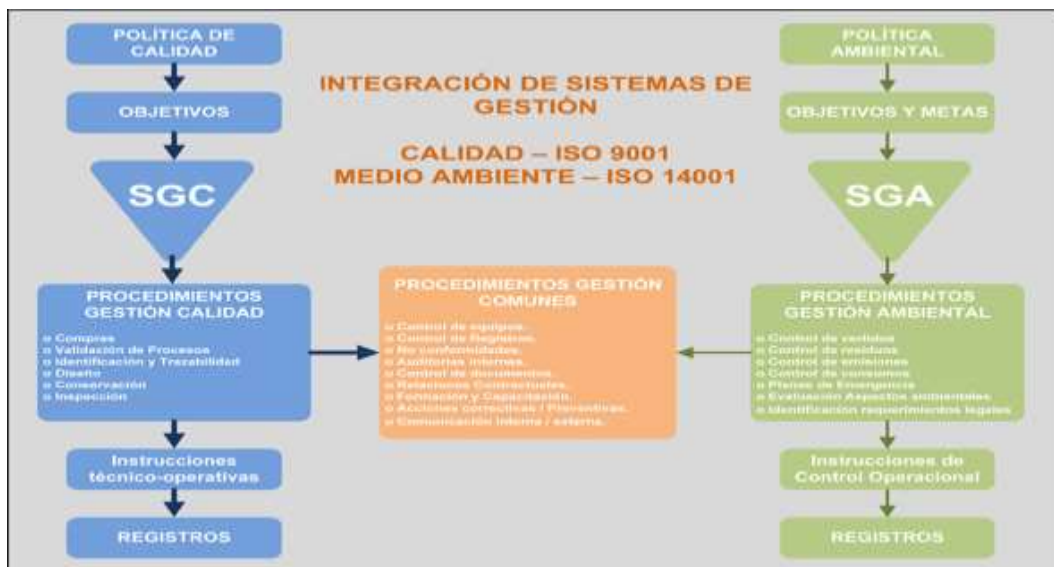 POLÍTICA DE
CALIDAD
OBJETIVOS
SGC
PROCEDIMIENTOS
GESTIÓN CALIDAD
o Compras
o Validación de Procesos
o Identificación y Trazabilidad
o Diseño
o Conservación
o Inspección
Instrucciones
técnico-operativas
REGISTROS
INTEGRACIÓN DE SISTEMAS DE
GESTIÓN
CALIDAD – ISO 9001
MEDIO AMBIENTE – ISO 14001
PROCEDIMIENTOS GESTIÓN
COMUNES
o Control de equipos.
o Control de Registros.
o No conformidades.
o Auditorias internas.
o Control de documentos.
o Relaciones Contractuales.
o Formación y Capacitación.
o Acciones correctivas / Preventivas.
o Comunicación interna / externa.
POLÍTICA
AMBIENTAL
OBJETIVOS Y METAS
SGA
PROCEDIMIENTOS
GESTIÓN AMBIENTAL
o Control de vertidos
o Control de residuos
o Control de emisiones
o Control de consumos
o Planes de Emergencia
o Evaluación Aspectos ambientales
o Identificación requerimientos legales
Instrucciones de
Control Operacional
REGISTROS